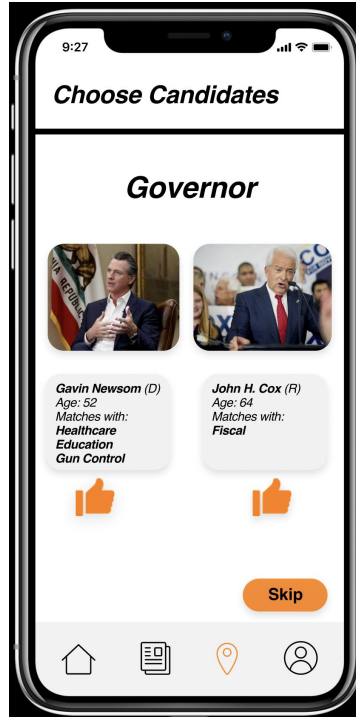 9:27
Choose Candidates
Governor
Gavin Newsom (D)
Age: 52
Matches with:
Healthcare
Education
Gun Control
John H. Cox (R)
Age: 64
Matches with:
Fiscal
Skip